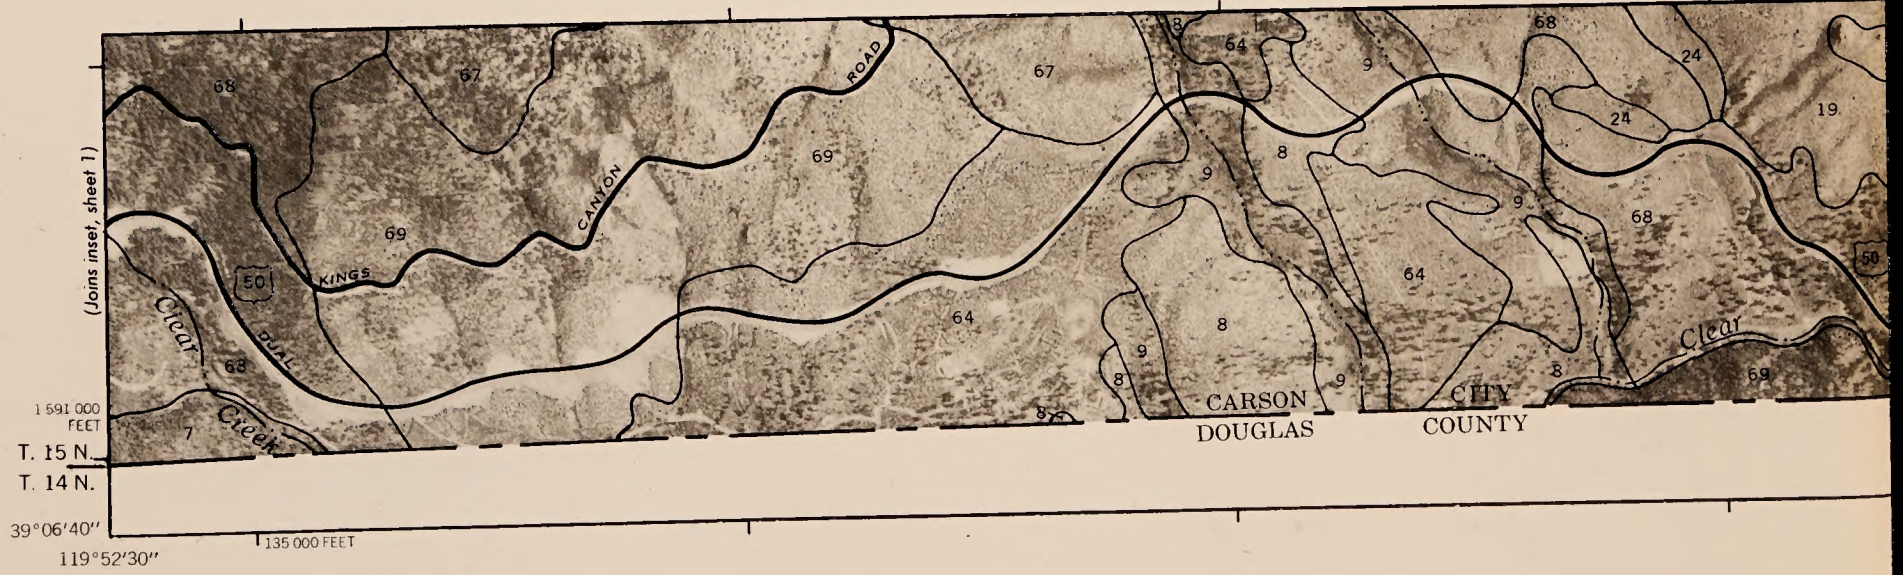 68
67
ROAD
67
8
64
9
68
24
24
19
(Joins inset, sheet 1)
69
CANYON
69
KINGS
8
9
9
68
50
50
64
Clear
DUAL
68
64
8
9
8
9
8
Clear
69
8
CARSON
CITY
DOUGLAS
COUNTY
1 591 000
FEET
7
Creek
T. 15 N.
T. 14 N.
39°06'40''
135 000 FEET
119°52'30''